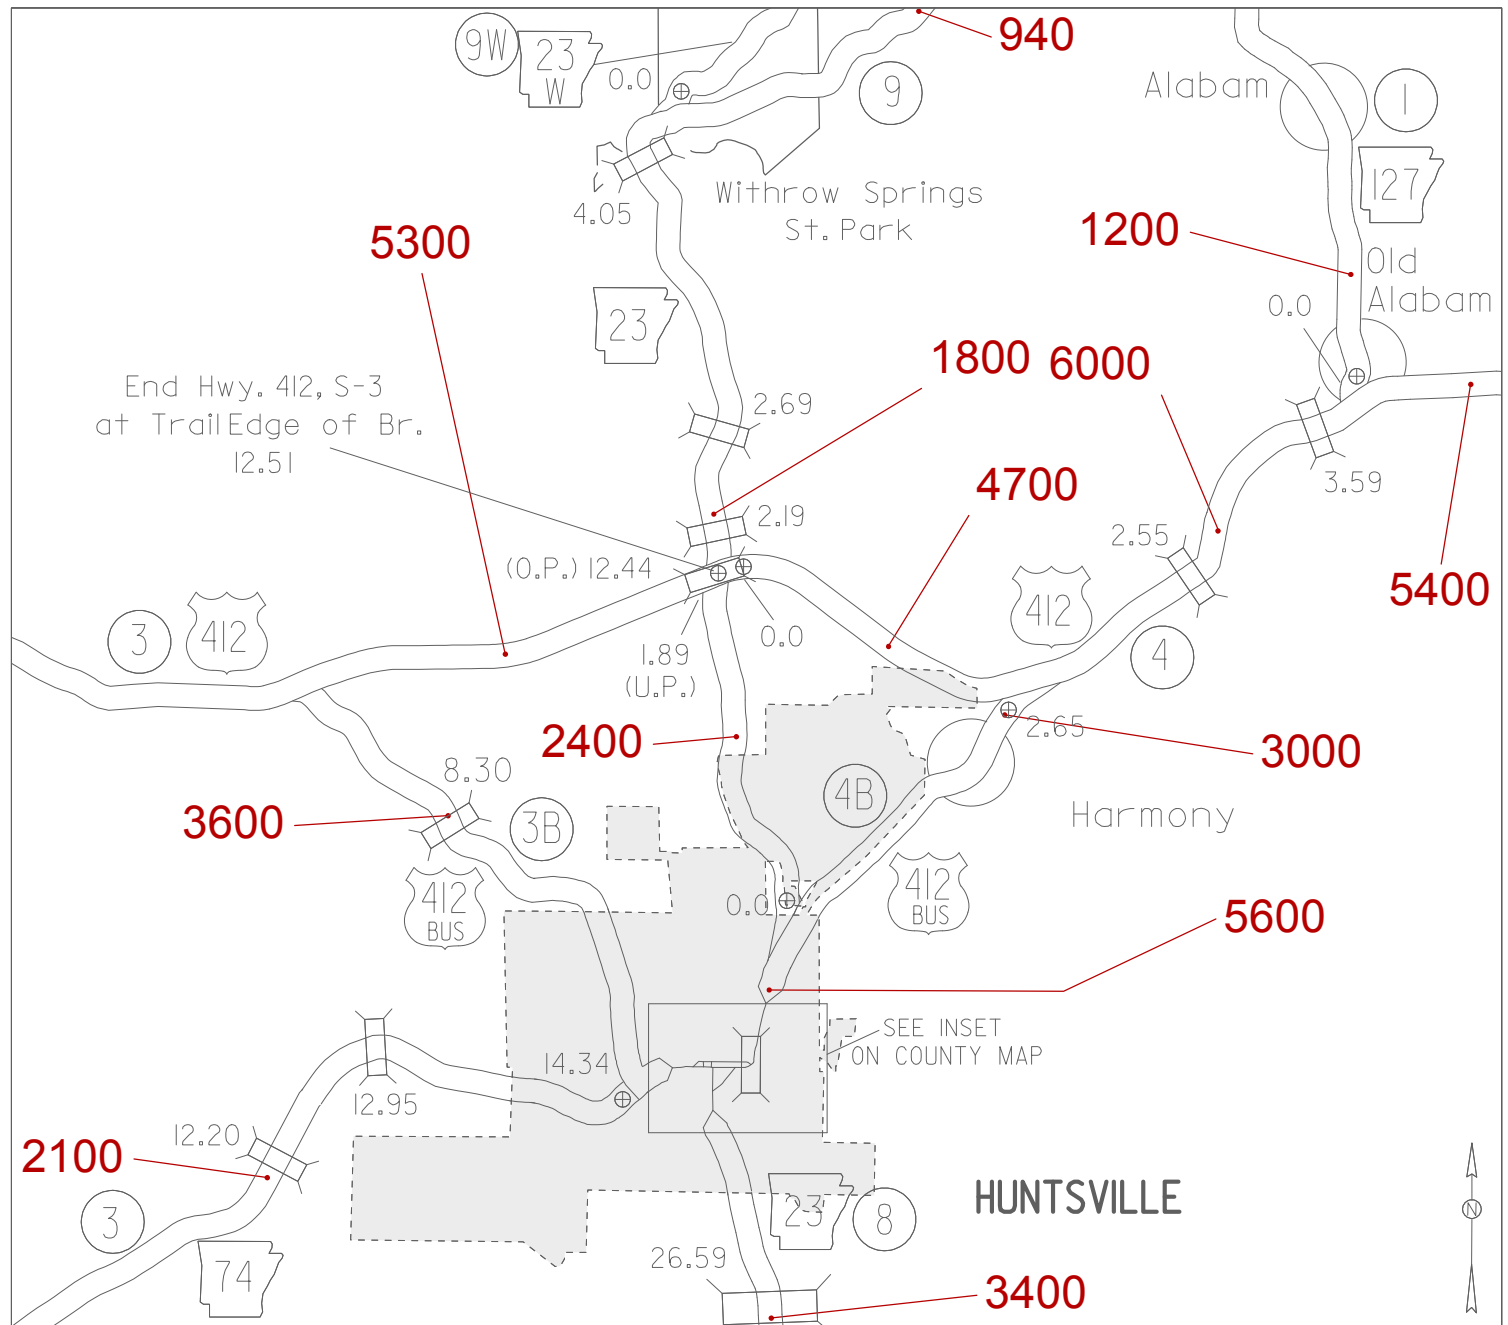 940
9W
23
W
0.0
9
Alabam
1
127
4.05
Withrow Springs
St. Park
5300
1200
Old
Alabam
0.0
23
1800
6000
End Hwy. 412, S-3
at Trail Edge of Br.
12.51
2.69
4700
3.59
2.19
2.55
(O.P.) 12.44
5400
3
412
412
0.0
1.89
(U.P.)
4
2400
2.65
3000
8.30
4B
3600
3B
Harmony
412
BUS
412
BUS
0.0
5600
SEE INSET
ON COUNTY MAP
14.34
12.95
12.20
2100
HUNTSVILLE
3
23
8
N
74
26.59
3400